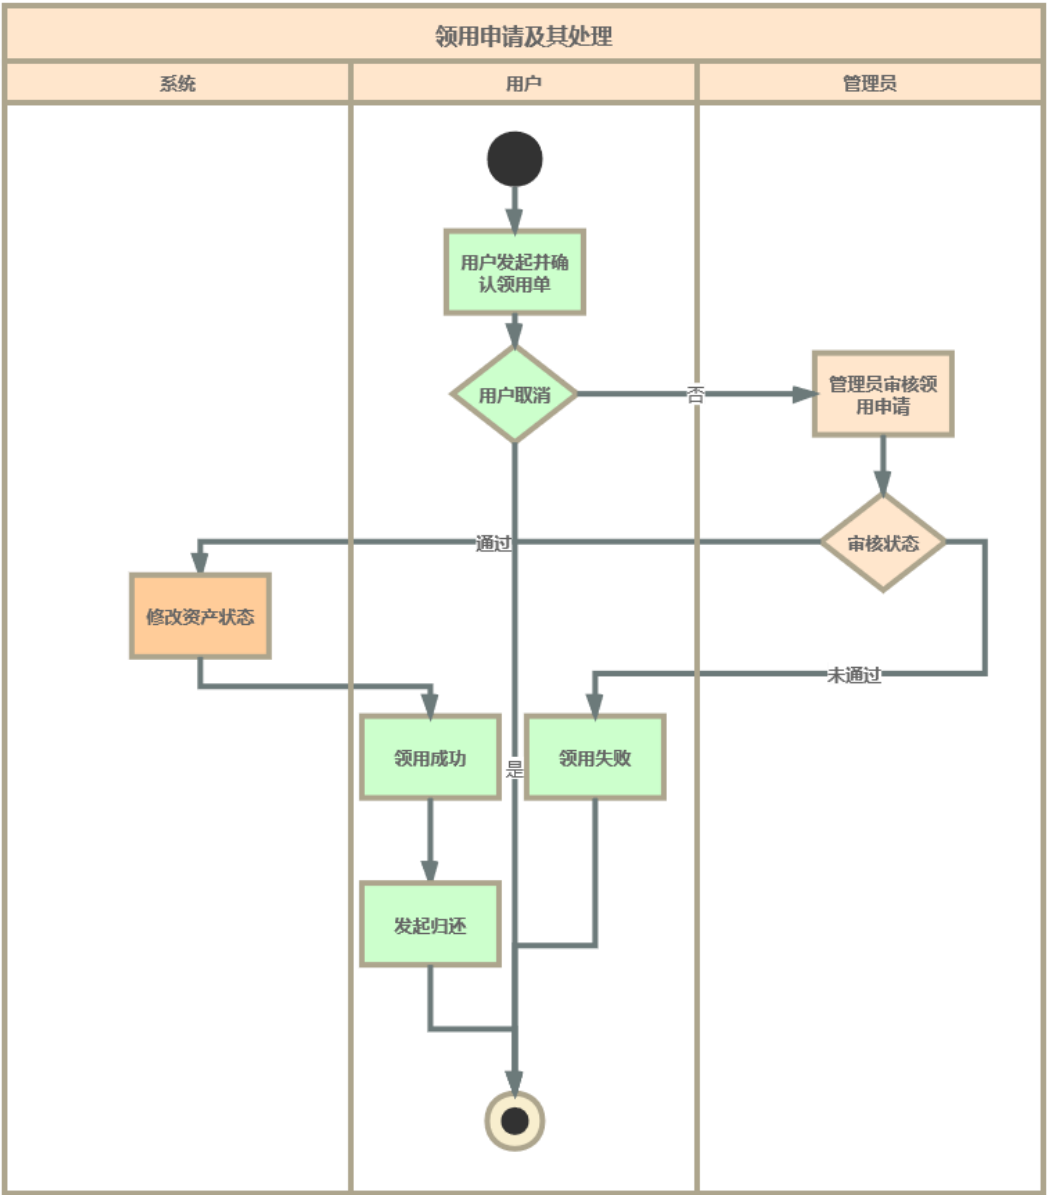 领用申请及其处理
系统
用户
管理员
用户发起并确
认领用单
用户取消
否
管理员审核领
用申请
审核状态
通过
修改资产状态
未通过
领用成功
是
领用失败
发起归还